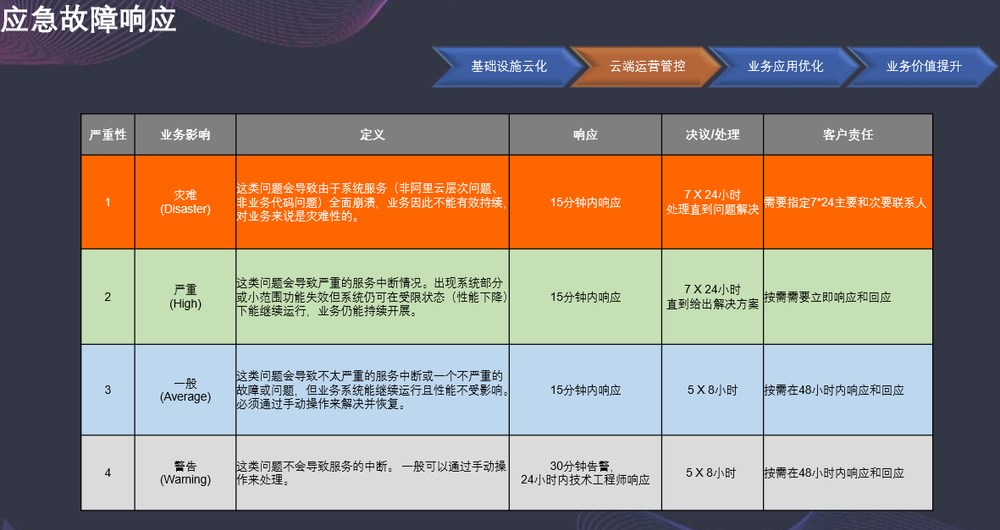 应急故障响应
基础设施云化
云端运营管控
业务应用优化
业务价值提升
严重性
业务影响
定义
响应
决议/处理
客户责任
1
灾难
(Disaster)
这类问题会导致由于系统服务（非阿里云层次问题、
非业务代码问题）全面崩溃，业务因此不能有效持续，
对业务来说是灾难性的。
15分钟内响应
7 X 24小时
处理直到问题解决
需要指定7*24主要和次要联系人
2
严重
(High)
这类问题会导致严重的服务中断情况。出现系统部分
或小范围功能失效但系统仍可在受限状态（性能下降）
下能继续运行，业务仍能持续开展。
15分钟内响应
7 X 24小时
直到给出解决方案
按需需要立即响应和回应
3
一般
(Average)
这类问题会导致不太严重的服务中断或一个不严重的
故障或问题，但业务系统能继续运行且性能不受影响。
必须通过手动操作来解决并恢复。
15分钟内响应
5 X 8小时
按需在48小时内响应和回应
4
警告
(Warning)
这类问题不会导致服务的中断。 一般可以通过手动操
作来处理。
30分钟告警，
24小时内技术工程师响应
5 X 8小时
按需在48小时内响应和回应